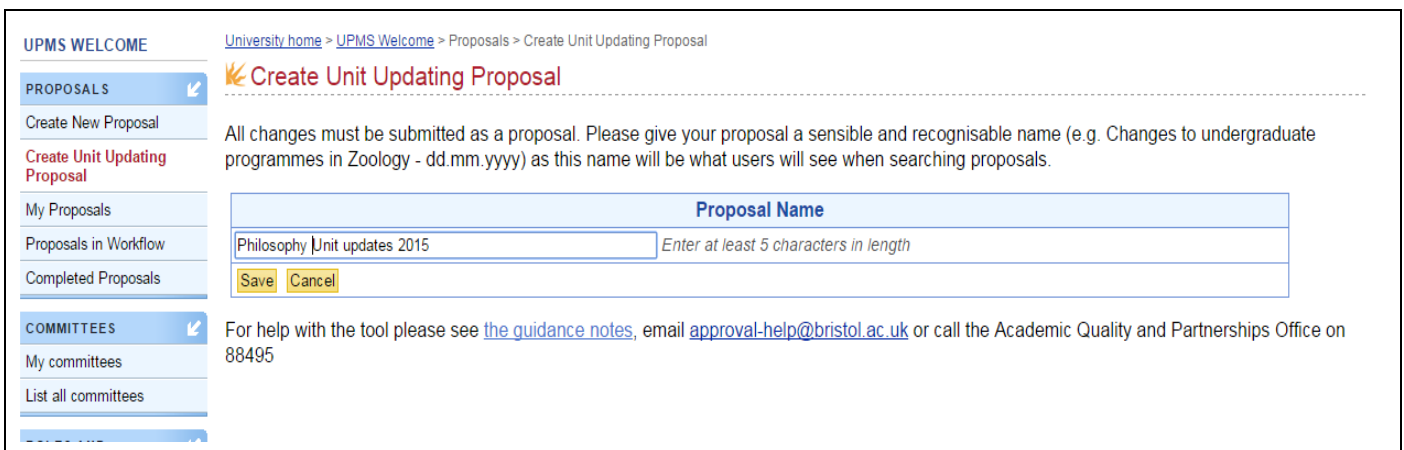 UPMS WELCOME
PROPOSALS
Create New Proposal
Create Unit Updating
Proposal
My Proposals
Proposals in Workflow
Completed Proposals
COMMITTEES
My committees
List all committees
University home > UPMS Welcome > Proposals > Create Unit Updating Proposal
Create Unit Updating Proposal
All changes must be submitted as a proposal. Please give your proposal a sensible and recognisable name (e.g. Changes to undergraduate
programmes in Zoology - dd.mm.yyyy) as this name will be what users will see when searching proposals.
Proposal Name
Philosophy Unit updates 2015 Enter at least 5 characters in length
Save Cancel
For help with the tool please see the guidance notes, email approval-help@bristol.ac.uk or call the Academic Quality and Partnerships Office on
88495